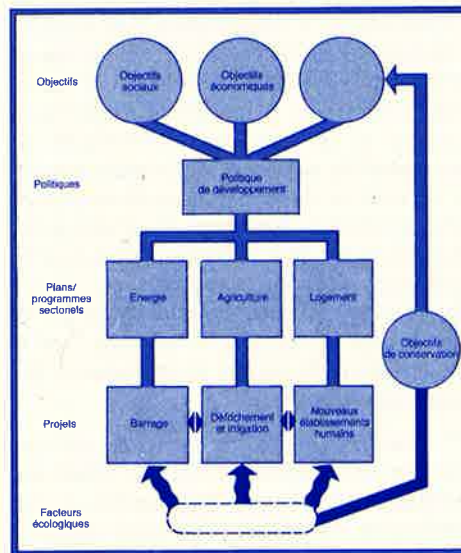 Objectifs
Objectifs
sociaux
Objectifs
économiques
Politiques
Politique
de développement
Plans/
programmes
sectoriels
Energie
Agriculture
Logement
Objectifs
de conservation
Projets
Barrage
Défrichement
et irrigation
Nouveaux
établissements
humains
Facteurs
écologiques